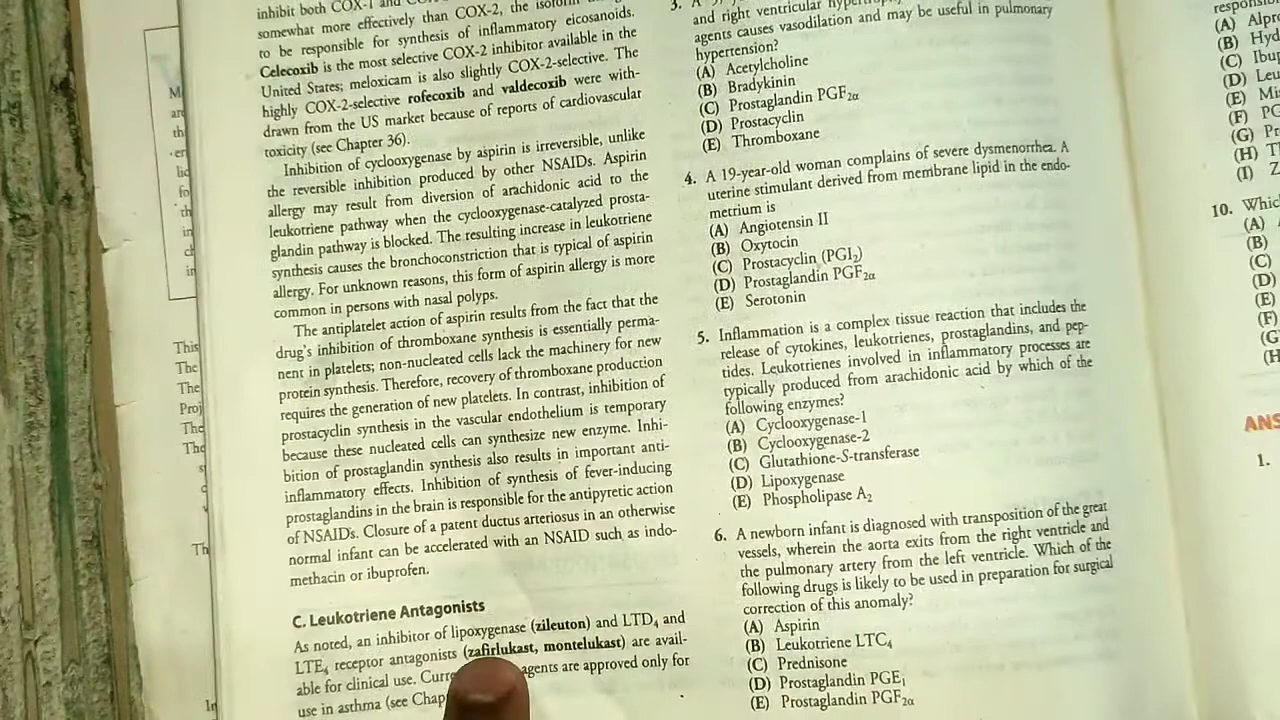 inhibit both COX-1 and
somewhat more effectively than COX-2, the isoform
to be responsible for synthesis of inflammatory eicosanoids.
Celecoxib is the most selective COX-2 inhibitor available in the
United States; meloxicam is also slightly COX-2-selective. The
highly COX-2-selective rofecoxib and valdecoxib were with-
drawn from the US market because of reports of cardiovascular
toxicity (see Chapter 36).
Inhibition of cyclooxygenase by aspirin is irreversible, unlike
the reversible inhibition produced by other NSAIDs. Aspirin
allergy may result from diversion of arachidonic acid to the
leukotriene pathway when the cyclooxygenase-catalyzed prosta-
glandin pathway is blocked. The resulting increase in leukotriene
synthesis causes the bronchoconstriction that is typical of aspirin
allergy. For unknown reasons, this form of aspirin allergy is more
common in persons with nasal polyps.
The antiplatelet action of aspirin results from the fact that the
drug's inhibition of thromboxane synthesis is essentially perma-
nent in platelets; non-nucleated cells lack the machinery for new
protein synthesis. Therefore, recovery of thromboxane production
requires the generation of new platelets. In contrast, inhibition of
prostacyclin synthesis in the vascular endothelium is temporary
because these nucleated cells can synthesize new enzyme. Inhi-
bition of prostaglandin synthesis also results in important anti-
inflammatory effects. Inhibition of synthesis of fever-inducing
prostaglandins in the brain is responsible for the antipyretic action
of NSAIDs. Closure of a patent ductus arteriosus in an otherwise
normal infant can be accelerated with an NSAID such as indo-
methacin or ibuprofen.
C. Leukotriene Antagonists
As noted, an inhibitor of lipoxygenase (zileuton) and LTD4 and
LTE4 receptor antagonists (zafirlukast, montelukast) are avail-
able for clinical use. agents are approved only for
use in asthma (see
3.
and right ventricular
agents causes vasodilation and may be useful in pulmonary
hypertension?
(A) Acetylcholine
(B) Bradykinin
(C) Prostaglandin PGF2α
(D) Prostacyclin
(E) Thromboxane
4. A 19-year-old woman complains of severe dysmenorrhea. A
uterine stimulant derived from membrane lipid in the endo-
metrium is
(A) Angiotensin II
(B) Oxytocin
(C) Prostacyclin (PGI2)
(D) Prostaglandin PGF2α
(E) Serotonin
5. Inflammation is a complex tissue reaction that includes the
release of cytokines, leukotrienes, prostaglandins, and pep-
tides. Leukotrienes involved in inflammatory processes are
typically produced from arachidonic acid by which of the
following enzymes?
(A) Cyclooxygenase-1
(B) Cyclooxygenase-2
(C) Glutathione-S-transferase
(D) Lipoxygenase
(E) Phospholipase A2
6. A newborn infant is diagnosed with transposition of the great
vessels, wherein the aorta exits from the right ventricle and
the pulmonary artery from the left ventricle. Which of the
following drugs is likely to be used in preparation for surgical
correction of this anomaly?
(A) Aspirin
(B) Leukotriene LTC4
(C) Prednisone
(D) Prostaglandin PGE1
(E) Prostaglandin PGF2α
(A)
(B)
(C)
(D)
(E)
(F)
(G)
(H)
(I)
10.
(A)
(B)
(C)
(D)
(E)
(F)
1.
This
The
The
The
The